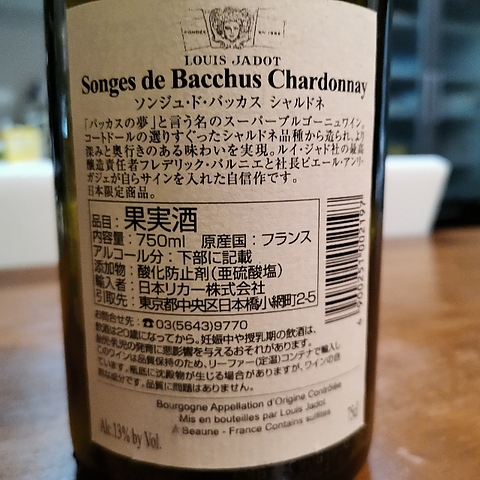 FONDÉE EN 1859
LOUIS JADOT
Songes de Bacchus Chardonnay
ソンジュ・ド・バッカス シャルドネ
「バッカスの夢」と言う名のスーパーブルゴーニュワイン。
コートドールの選りすぐったシャルドネ品種から造られ、より
深みと奥行きのある味わいを実現。ルイ・ジャド社の最高
醸造責任者フレデリック・バルニエと社長ピエール・アンリ・
ガジェが自らサインを入れた自信作です。
日本限定商品。
品目：果実酒
内容量：750ml 原産国：フランス
アルコール分：下部に記載
添加物：酸化防止剤（亜硫酸塩）
輸入者：日本リカー株式会社
引取先：東京都中央区日本橋小網町2-5
お問合せ先：☎03(5643)9770
飲酒は20歳になってから。妊娠中や授乳期の飲酒は、
胎児・乳児の発育に悪影響を与えるおそれがあります。
このワインは品質保持のため、リーファー(定温)コンテナで輸入し
ています。瓶底に沈殿物が生じる場合がありますが、ワインの自
然な成分です。品質に問題はありません。
Bourgogne Appellation d'Origine Contrôlée
Mis en bouteilles par Louis Jadot
À Beaune - France Contains sulfites
Alc.13% by Vol.
75cl